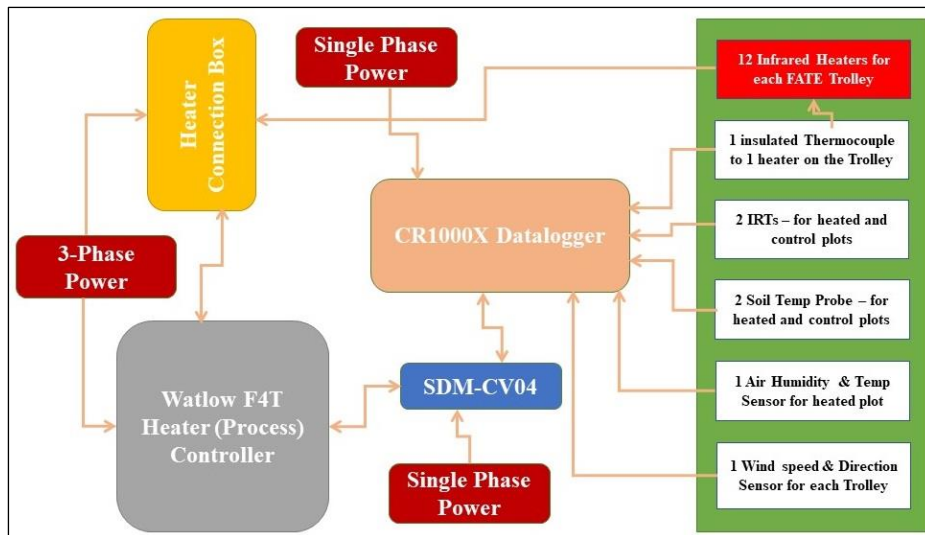 Heater
Connection Box
Single Phase
Power
12 Infrared Heaters for
each FATE Trolley
1 insulated Thermocouple
to 1 heater on the Trolley
CR1000X Datalogger
2 IRTs – for heated and
control plots
3-Phase
Power
2 Soil Temp Probe – for
heated and control plots
Watlow F4T
Heater (Process)
Controller
SDM-CV04
1 Air Humidity & Temp
Sensor for heated plot
Single Phase
Power
1 Wind speed & Direction
Sensor for each Trolley